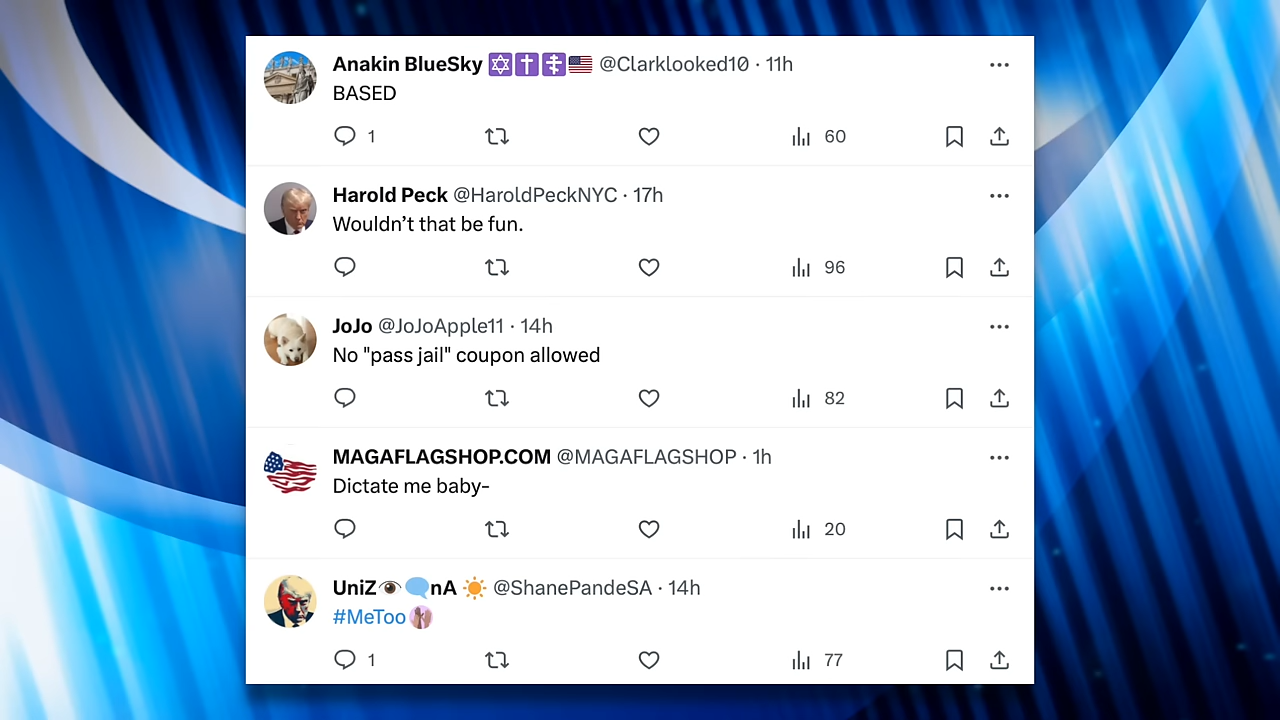 Anakin BlueSky ✡️✝️☦️🇺🇸 @Clarklooked10 · 11h
BASED
1 60
Harold Peck @HaroldPeckNYC · 17h
Wouldn’t that be fun.
96
JoJo @JoJoApple11 · 14h
No "pass jail" coupon allowed
82
MAGAFLAGSHOP.COM @MAGAFLAGSHOP · 1h
Dictate me baby-
20
UniZ👁️🗨️nA ☀️ @ShanePandeSA · 14h
#MeToo
1 77